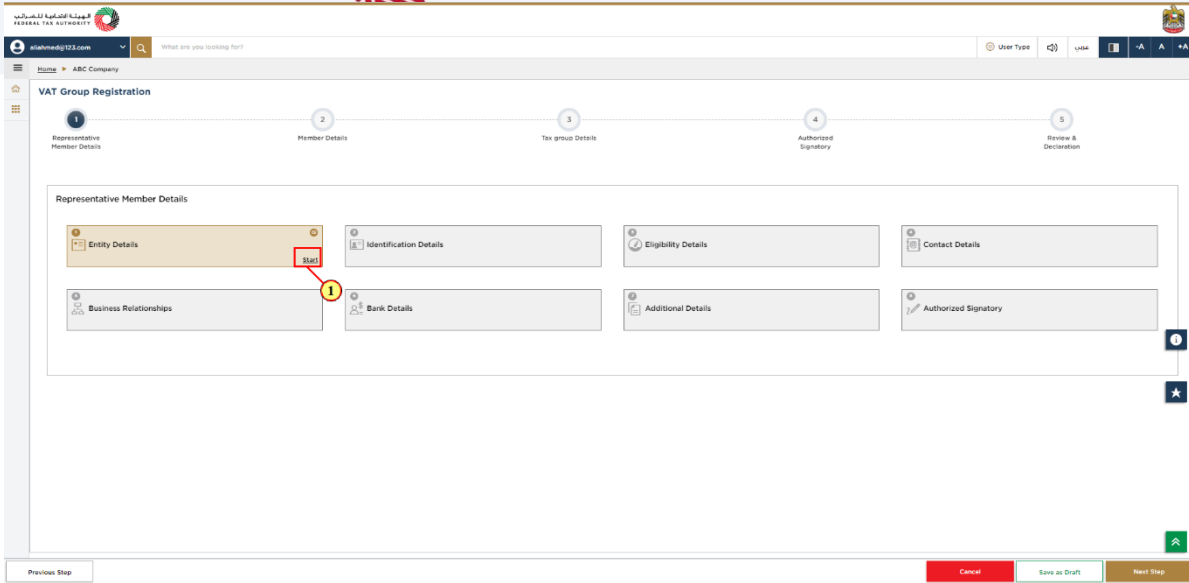 الهيئة الاتحادية للضرائب
FEDERAL TAX AUTHORITY
aliahmed@123.com
What are you looking for?
User Type
عربي
-A A +A
Home ABC Company
VAT Group Registration
1 2 3 4 5
Representative
Member Details
Member Details
Tax group Details
Authorized
Signatory
Review &
Declaration
Representative Member Details
Entity Details
Start
Identification Details
Eligibility Details
Contact Details
1
Business Relationships
Bank Details
Additional Details
Authorized Signatory
Previous Step
Cancel
Save as Draft
Next Step